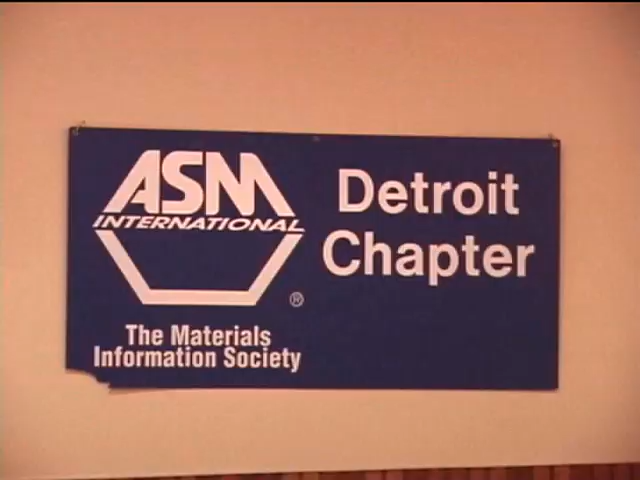 ASM
INTERNATIONAL
®
The Materials
Information Society
Detroit
Chapter